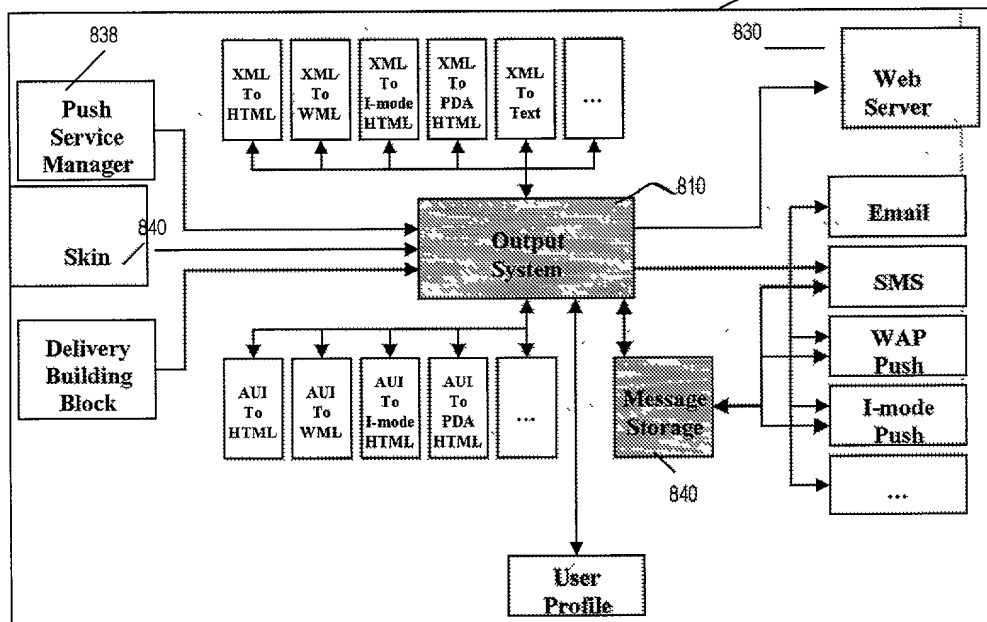 838
Push
Service
Manager
XML
To
HTML
XML
To
WML
XML
To
I-mode
HTML
XML
To
PDA
HTML
XML
To
Text
...
830
Web
Server
840
Skin
810
Output
System
Email
SMS
WAP
Push
I-mode
Push
...
Delivery
Building
Block
AUI
To
HTML
AUI
To
WML
AUI
To
I-mode
HTML
AUI
To
PDA
HTML
...
Message
Storage
840
User
Profile